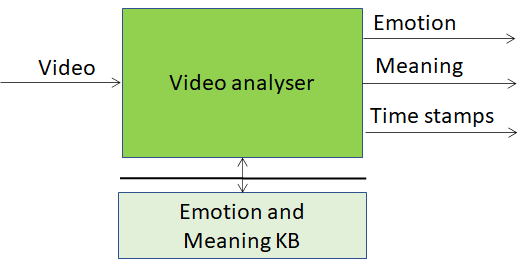 Emotion
Video
Meaning
Video analyser
Time stamps
Emotion and
Meaning KB